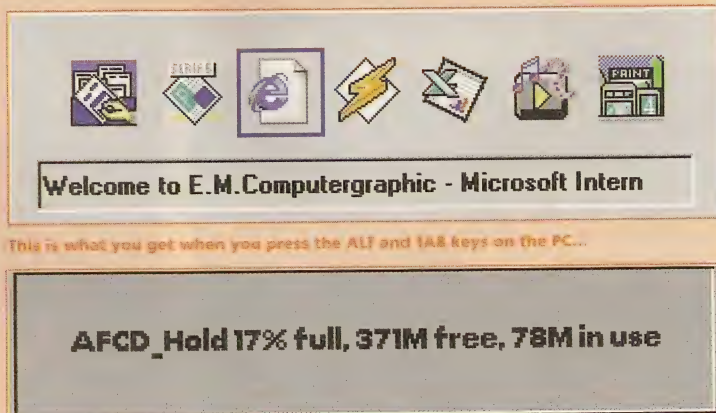 SERIF
PRINT
4
Welcome to E.M.Computergraphic - Microsoft Intern
This is what you get when you press the ALT and TAB keys on the PC...
AFCD_Hold 17% full, 371M free, 78M in use